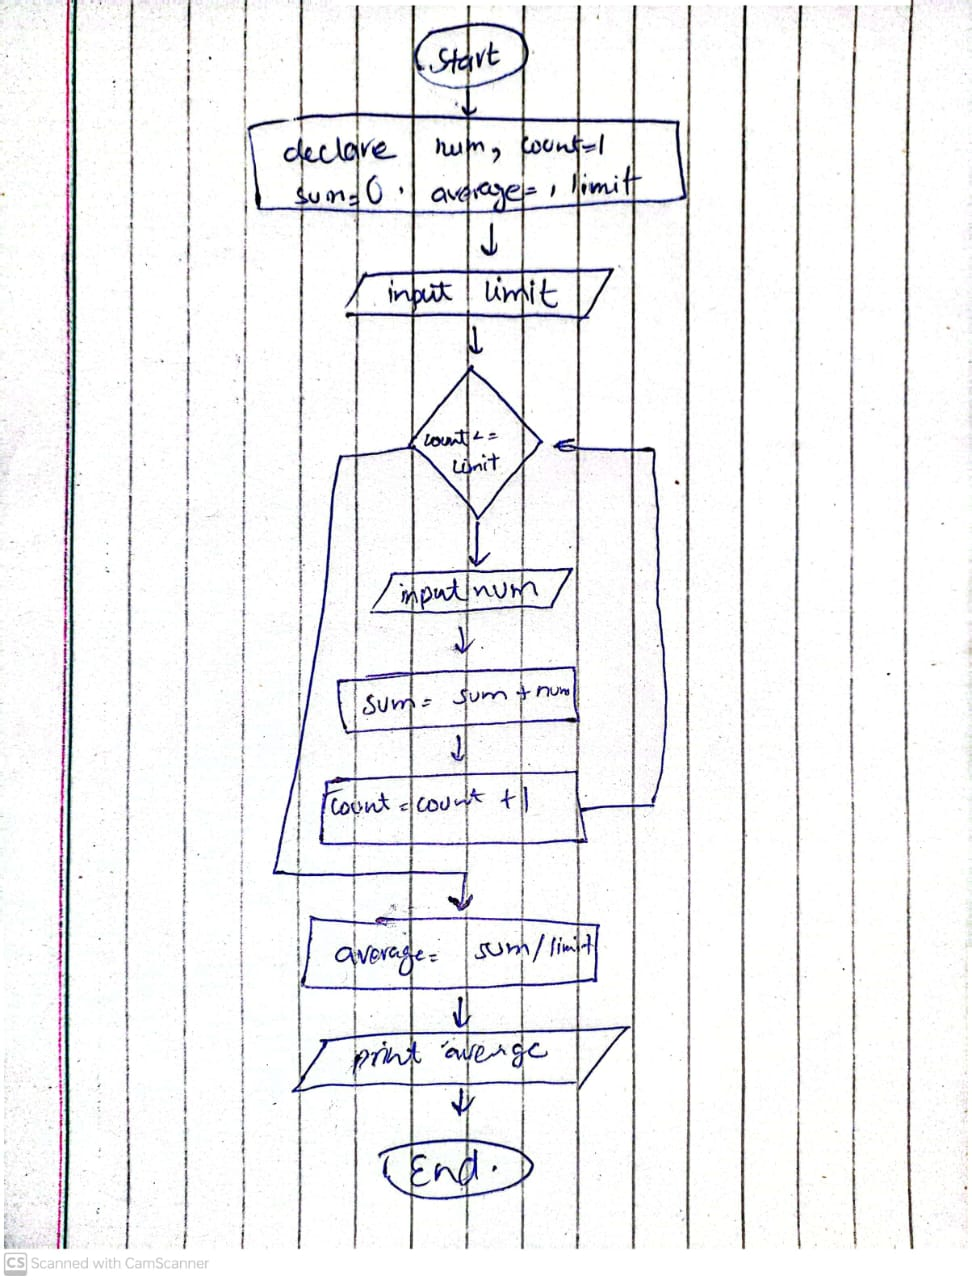 Start
declare num, count=1
sum=0, average= , limit
input limit
count <=
limit
input num
sum = sum + num
count = count + 1
average = sum/limit
print average
End.
CS Scanned with CamScanner